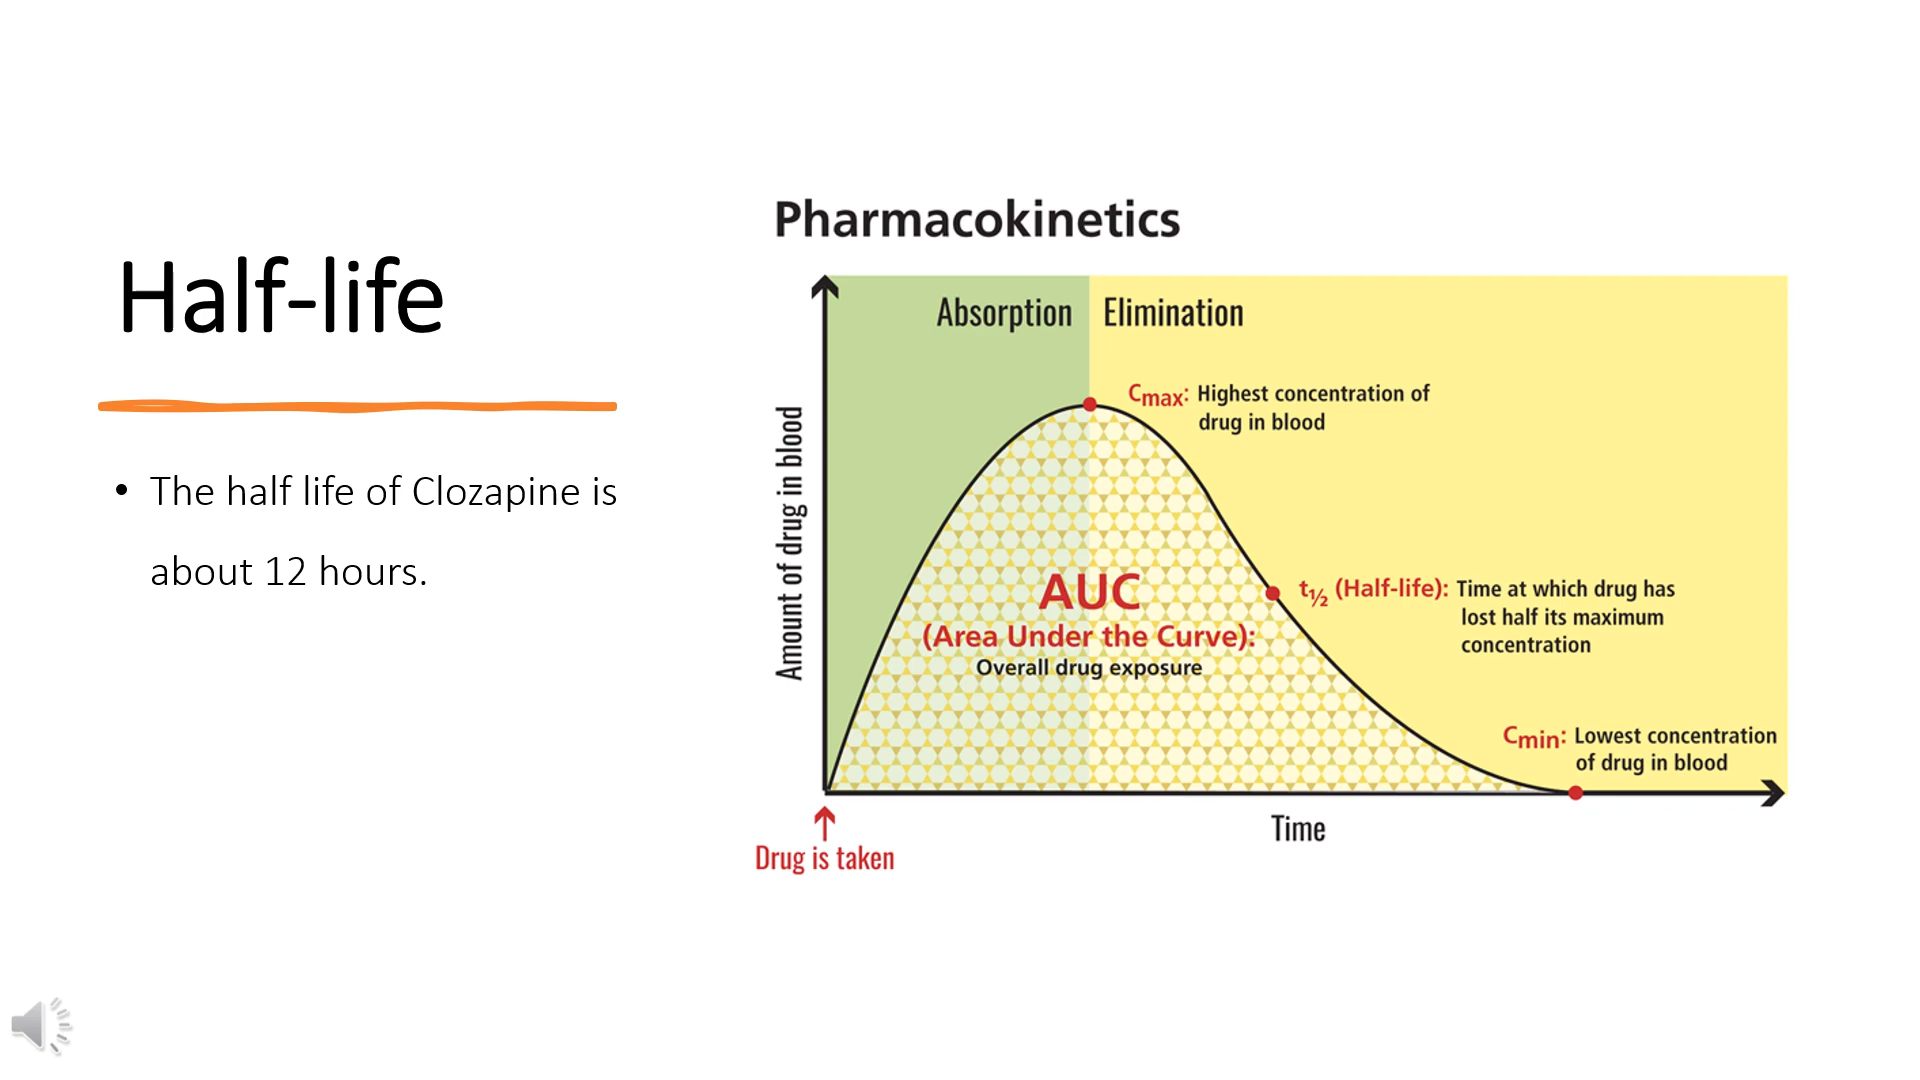 Half-life
• The half life of Clozapine is
about 12 hours.
Pharmacokinetics
Absorption
Elimination
Cmax: Highest concentration of
drug in blood
Amount of drug in blood
AUC
(Area Under the Curve):
Overall drug exposure
t½ (Half-life): Time at which drug has
lost half its maximum
concentration
Cmin: Lowest concentration
of drug in blood
Time
Drug is taken